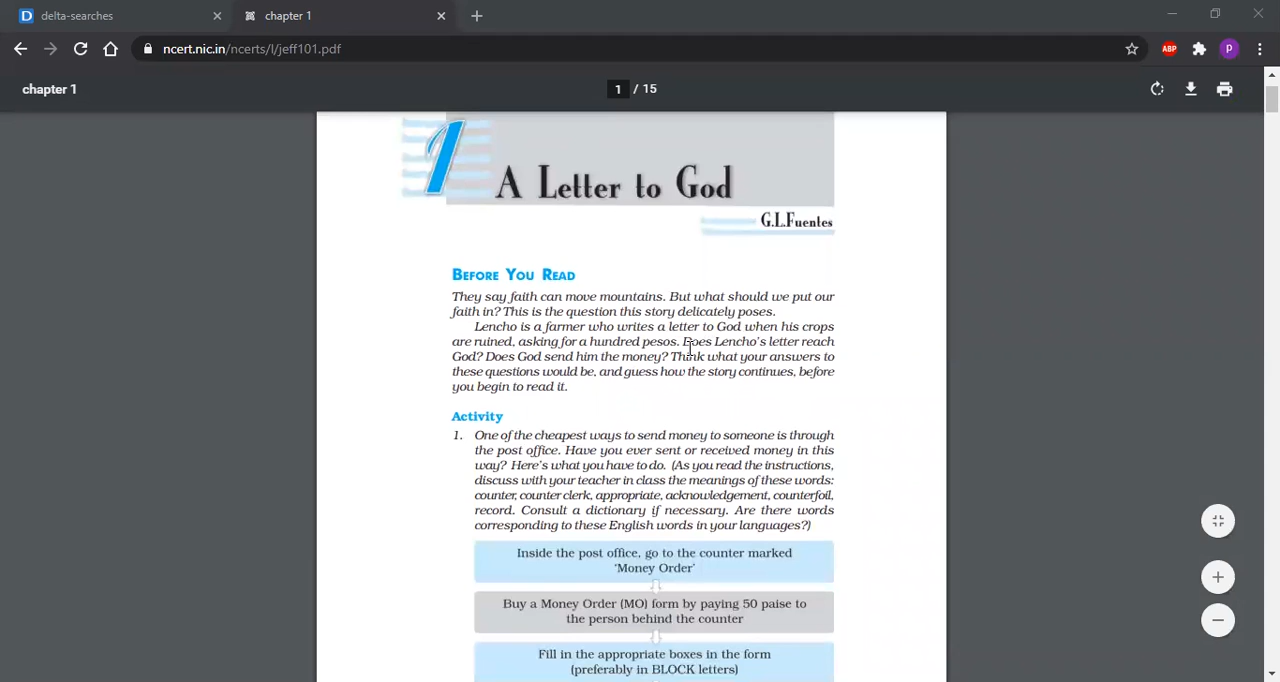 delta-searches
chapter 1
ncert.nic.in/ncerts/l/jeff101.pdf
ABP
p
chapter 1
1 / 15
1
A Letter to God
G.L.Fuentes
BEFORE YOU READ
They say faith can move mountains. But what should we put our
faith in? This is the question this story delicately poses.
Lencho is a farmer who writes a letter to God when his crops
are ruined, asking for a hundred pesos. Does Lencho's letter reach
God? Does God send him the money? Think what your answers to
these questions would be, and guess how the story continues, before
you begin to read it.
Activity
1. One of the cheapest ways to send money to someone is through
the post office. Have you ever sent or received money in this
way? Here's what you have to do. (As you read the instructions,
discuss with your teacher in class the meanings of these words:
counter, counter clerk, appropriate, acknowledgement, counterfoil,
record. Consult a dictionary if necessary. Are there words
corresponding to these English words in your languages?)
Inside the post office, go to the counter marked
'Money Order'
Buy a Money Order (MO) form by paying 50 paise to
the person behind the counter
Fill in the appropriate boxes in the form
(preferably in BLOCK letters)